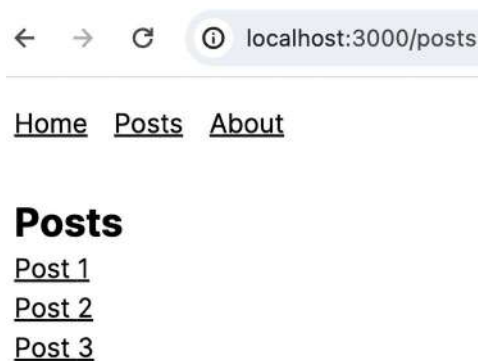 localhost:3000/posts
Home Posts About
Posts
Post 1
Post 2
Post 3